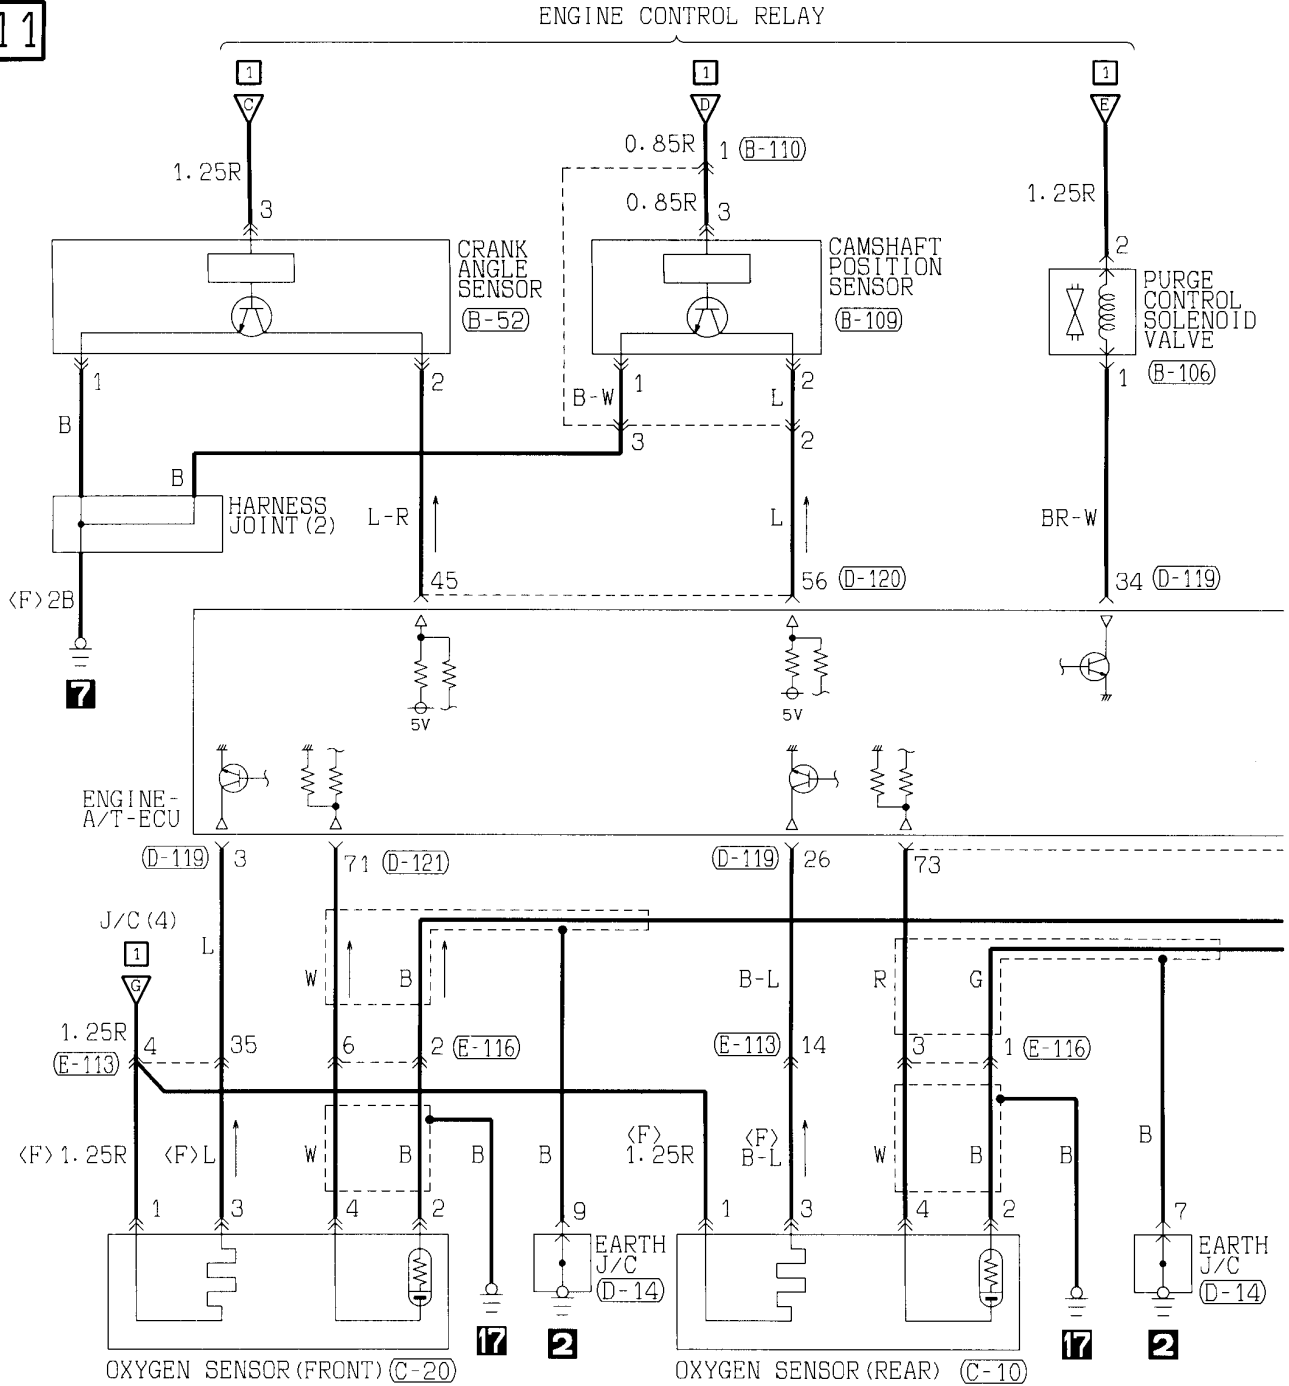 11
ENGINE CONTROL RELAY
1
1
1
C
D
E
0.85R
1
B-110
1.25R
0.85R
1.25R
3
3
2
CRANK
ANGLE
SENSOR
B-52
CAMSHAFT
POSITION
SENSOR
B-109
PURGE
CONTROL
SOLENOID
VALVE
B-106
1
2
1
2
1
B-W
L
B
3
2
B
HARNESS
JOINT(2)
L-R
L
BR-W
45
56
D-120
34
D-119
<F>2B
7
5V
5V
ENGINE-
A/T-ECU
D-119
3
71
D-121
D-119
26
73
J/C(4)
1
G
L
W
B
B-L
R
G
1.25R
4
E-113
35
6
2
E-116
E-113
14
3
1
E-116
<F>1.25R
<F>L
W
B
B
B
<F>
1.25R
<F>
B-L
W
B
B
B
1
3
4
2
9
1
3
4
2
7
EARTH
J/C
D-14
EARTH
J/C
D-14
17
2
17
2
OXYGEN SENSOR(FRONT)
C-20
OXYGEN SENSOR(REAR)
C-10